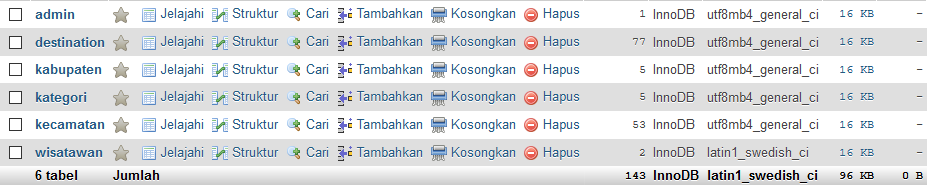 admin Jelajahi Struktur Cari Tambahkan Kosongkan Hapus 1 InnoDB utf8mb4_general_ci 16 KB -
destination Jelajahi Struktur Cari Tambahkan Kosongkan Hapus 77 InnoDB utf8mb4_general_ci 16 KB -
kabupaten Jelajahi Struktur Cari Tambahkan Kosongkan Hapus 5 InnoDB utf8mb4_general_ci 16 KB -
kategori Jelajahi Struktur Cari Tambahkan Kosongkan Hapus 5 InnoDB utf8mb4_general_ci 16 KB -
kecamatan Jelajahi Struktur Cari Tambahkan Kosongkan Hapus 53 InnoDB utf8mb4_general_ci 16 KB -
wisatawan Jelajahi Struktur Cari Tambahkan Kosongkan Hapus 2 InnoDB latin1_swedish_ci 16 KB -
6 tabel Jumlah 143 InnoDB latin1_swedish_ci 96 KB 0 B